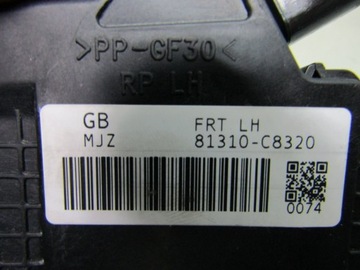 >PP-GF30<
RP LH
GB FRT LH
MJZ 81310-C8320
0074